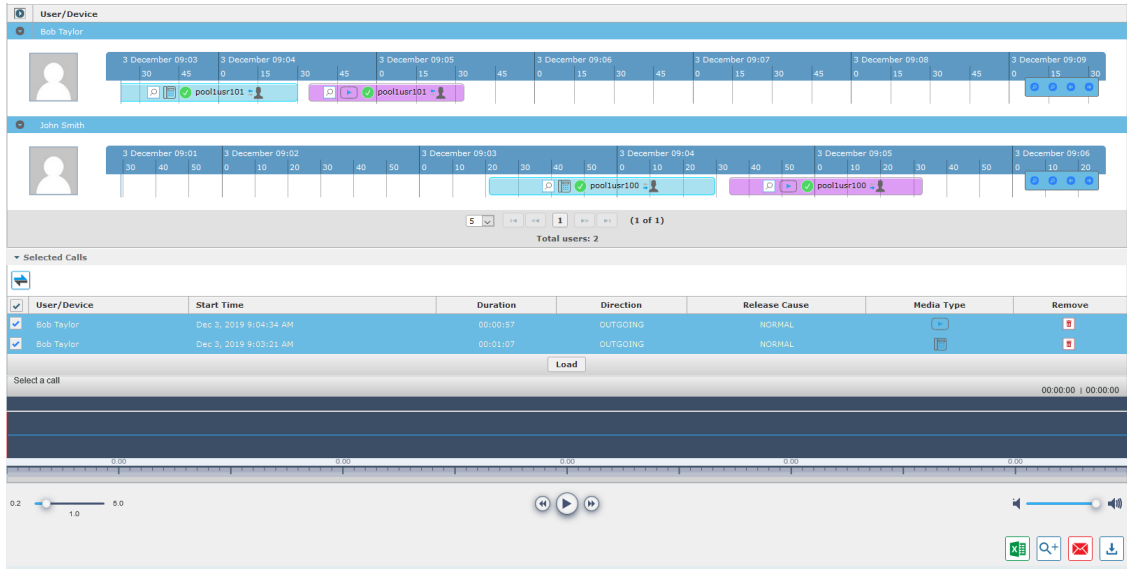 User/Device
Bob Taylor
3 December 09:03 3 December 09:04 3 December 09:05 3 December 09:06 3 December 09:07 3 December 09:08 3 December 09:09
30 45 0 15 30 45 0 15 30 45 0 15 30 45 0 15 30 45 0 15 30 45 0 15 30
pool1usr101 pool1usr101
John Smith
3 December 09:01 3 December 09:02 3 December 09:03 3 December 09:04 3 December 09:05 3 December 09:06
30 40 50 0 10 20 30 40 50 0 10 20 30 40 50 0 10 20 30 40 50 0 10 20 30 40 50 0 10 20
pool1usr100 pool1usr100
5 1 (1 of 1)
Total users: 2
Selected Calls
User/Device Start Time Duration Direction Release Cause Media Type Remove
Bob Taylor Dec 3, 2019 9:04:34 AM 00:00:57 OUTGOING NORMAL
Bob Taylor Dec 3, 2019 9:03:21 AM 00:01:07 OUTGOING NORMAL
Load
Select a call
00:00:00 | 00:00:00
0.00 0.00 0.00 0.00 0.00
0.2 5.0
1.0